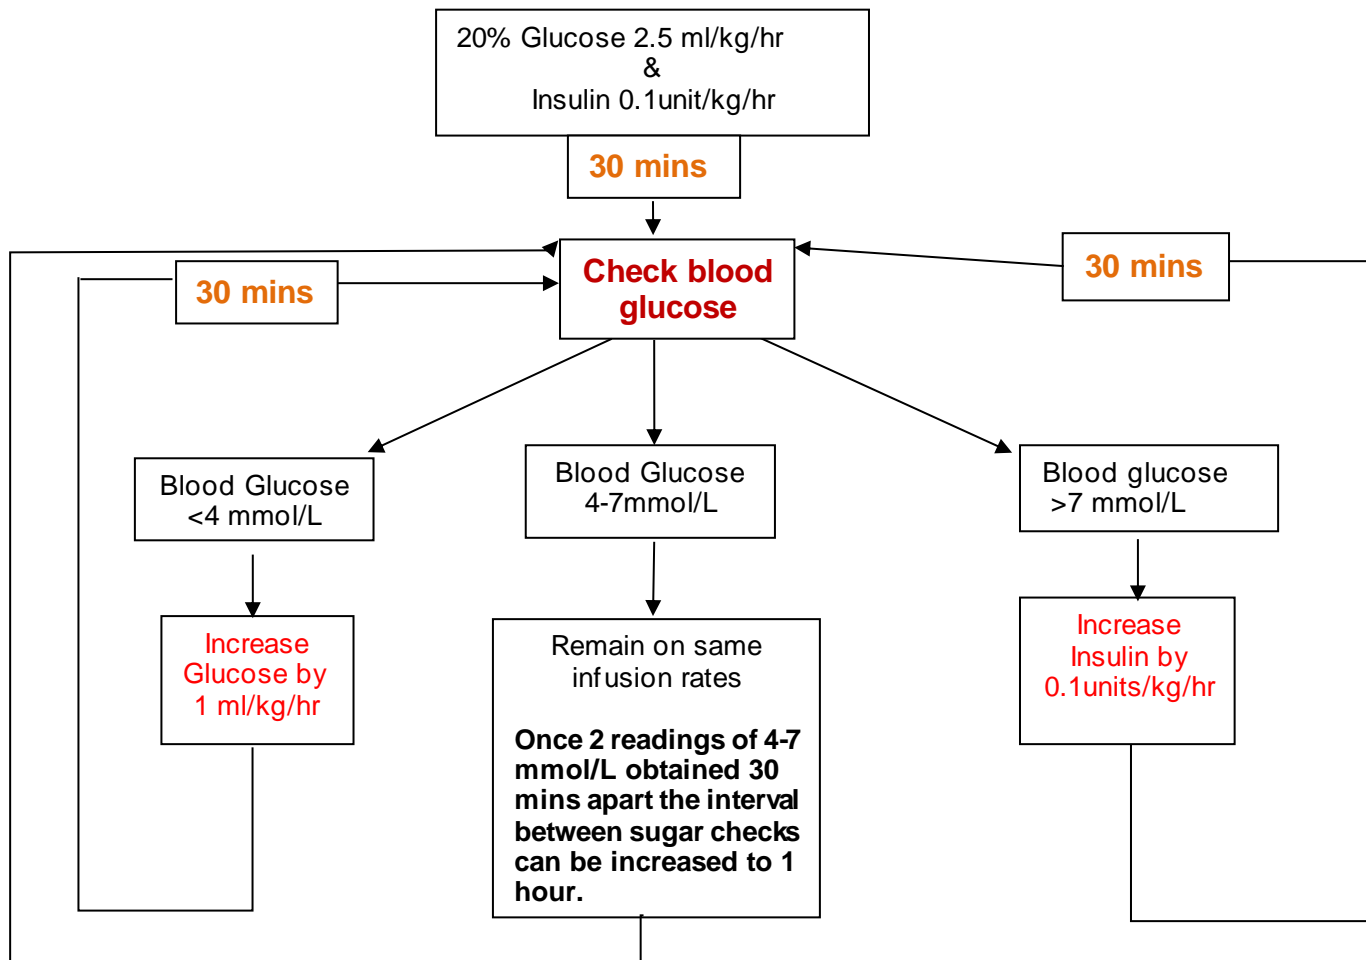 20% Glucose 2.5 ml/kg/hr
&
Insulin 0.1unit/kg/hr
30 mins
30 mins
Check blood
glucose
30 mins
Blood Glucose
<4 mmol/L
Blood Glucose
4-7mmol/L
Blood glucose
>7 mmol/L
Increase
Glucose by
1 ml/kg/hr
Remain on same
infusion rates
Once 2 readings of 4-7
mmol/L obtained 30
mins apart the interval
between sugar checks
can be increased to 1
hour.
Increase
Insulin by
0.1units/kg/hr